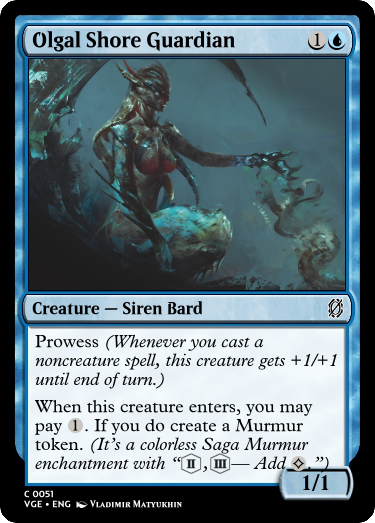 Olgal Shore Guardian 1
Creature — Siren Bard
Prowess (Whenever you cast a
noncreature spell, this creature gets +1/+1
until end of turn.)
When this creature enters, you may
pay 1. If you do create a Murmur
token. (It's a colorless Saga Murmur
enchantment with “II, III— Add .”)
1/1
C 0051
VGE • ENG Vladimir Matyukhin